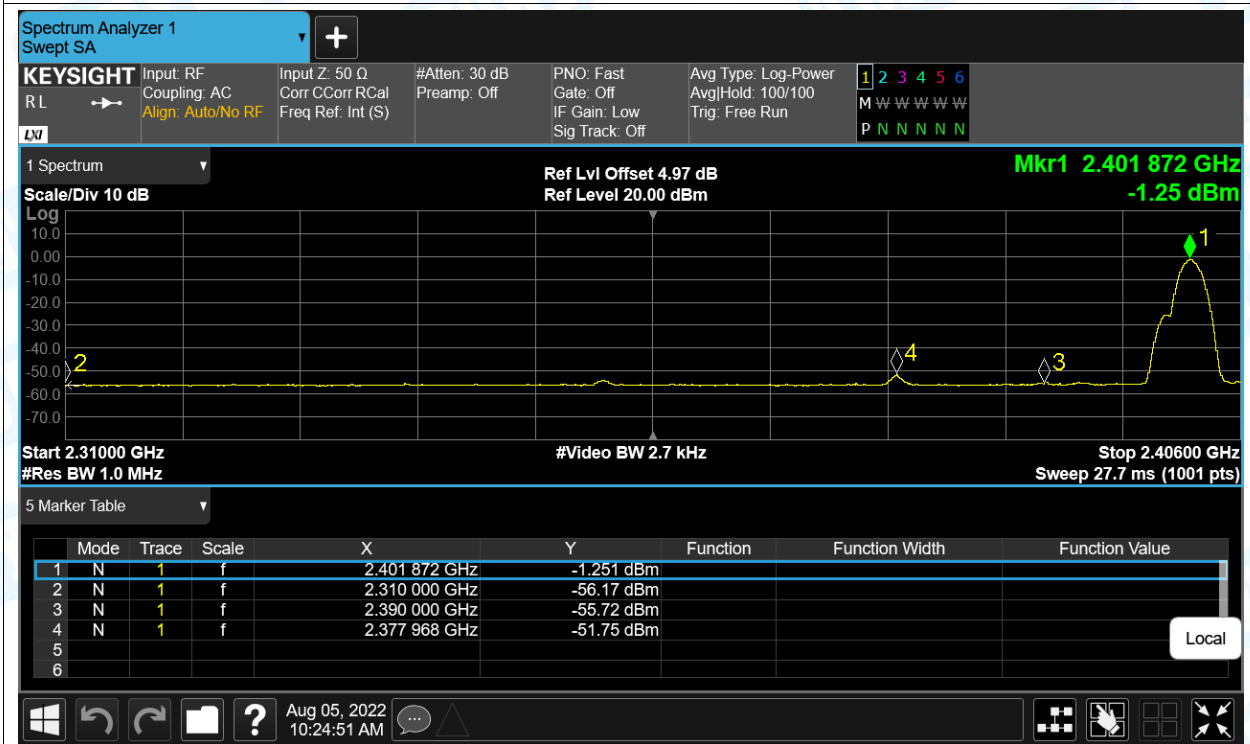 Spectrum Analyzer 1
Swept SA
KEYSIGHT
R L
LXI
Input: RF
Coupling: AC
Align: Auto/No RF
Input Z: 50 Ω
Corr CCorr RCal
Freq Ref: Int (S)
#Atten: 30 dB
Preamp: Off
PNO: Fast
Gate: Off
IF Gain: Low
Sig Track: Off
Avg Type: Log-Power
Avg|Hold: 100/100
Trig: Free Run
1 2 3 4 5 6
M W W W W W
P N N N N N
1 Spectrum
Scale/Div 10 dB
Ref Lvl Offset 4.97 dB
Ref Level 20.00 dBm
Mkr1 2.401 872 GHz
-1.25 dBm
Log
10.0
0.00
-10.0
-20.0
-30.0
-40.0
-50.0
-60.0
-70.0
1
2
4
3
Start 2.31000 GHz
#Res BW 1.0 MHz
#Video BW 2.7 kHz
Stop 2.40600 GHz
Sweep 27.7 ms (1001 pts)
5 Marker Table
Mode Trace Scale X Y Function Function Width Function Value
1 N 1 f 2.401 872 GHz -1.251 dBm
2 N 1 f 2.310 000 GHz -56.17 dBm
3 N 1 f 2.390 000 GHz -55.72 dBm
4 N 1 f 2.377 968 GHz -51.75 dBm
5
6
Local
?
Aug 05, 2022
10:24:51 AM